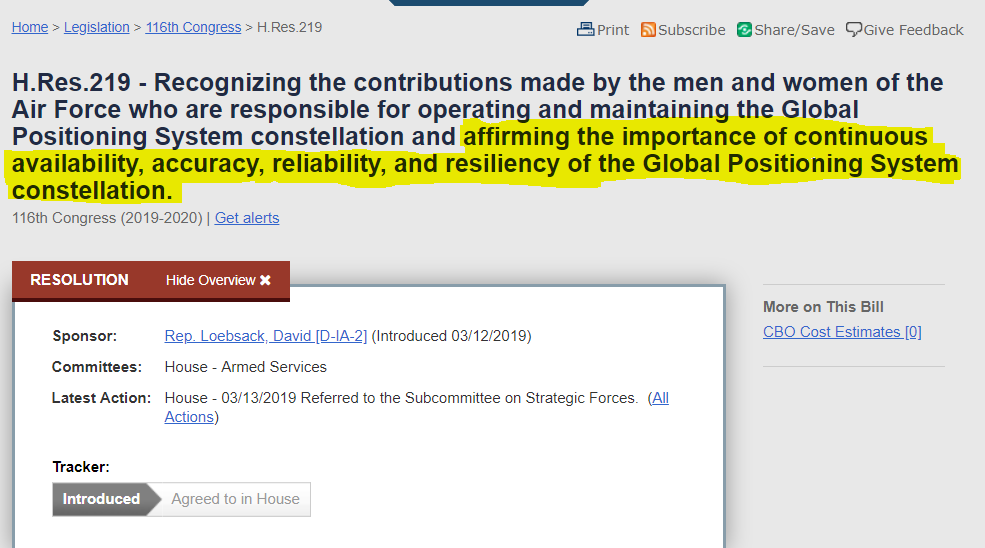 Home > Legislation > 116th Congress > H.Res.219
Print Subscribe Share/Save Give Feedback
H.Res.219 - Recognizing the contributions made by the men and women of the
Air Force who are responsible for operating and maintaining the Global
Positioning System constellation and affirming the importance of continuous
availability, accuracy, reliability, and resiliency of the Global Positioning System
constellation.
116th Congress (2019-2020) | Get alerts
RESOLUTION Hide Overview ✖
Sponsor: Rep. Loebsack, David [D-IA-2] (Introduced 03/12/2019)
Committees: House - Armed Services
Latest Action: House - 03/13/2019 Referred to the Subcommittee on Strategic Forces. (All
Actions)
Tracker:
Introduced Agreed to in House
More on This Bill
CBO Cost Estimates [0]